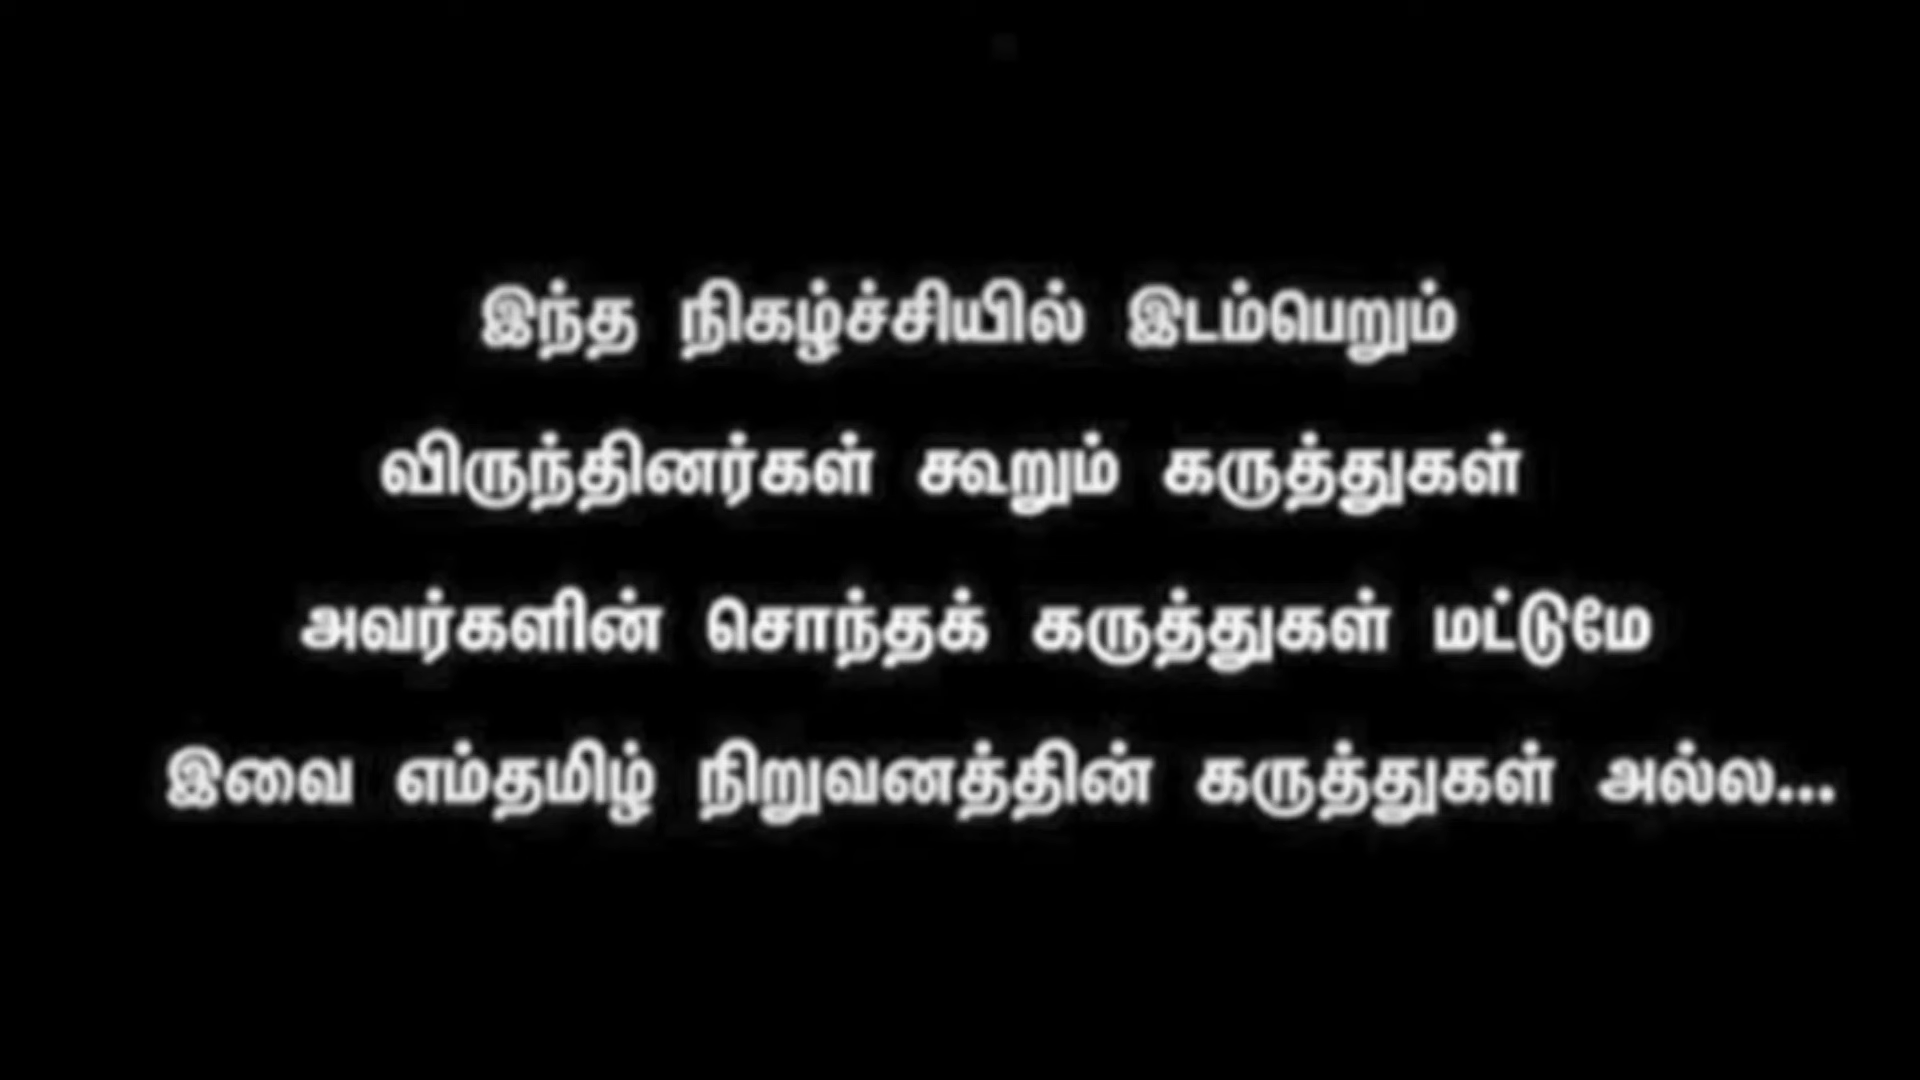 இந்த நிகழ்ச்சியில் இடம்பெறும்
விருந்தினர்கள் கூறும் கருத்துகள்
அவர்களின் சொந்தக் கருத்துகள் மட்டுமே
இவை எம்தமிழ் நிறுவனத்தின் கருத்துகள் அல்ல...